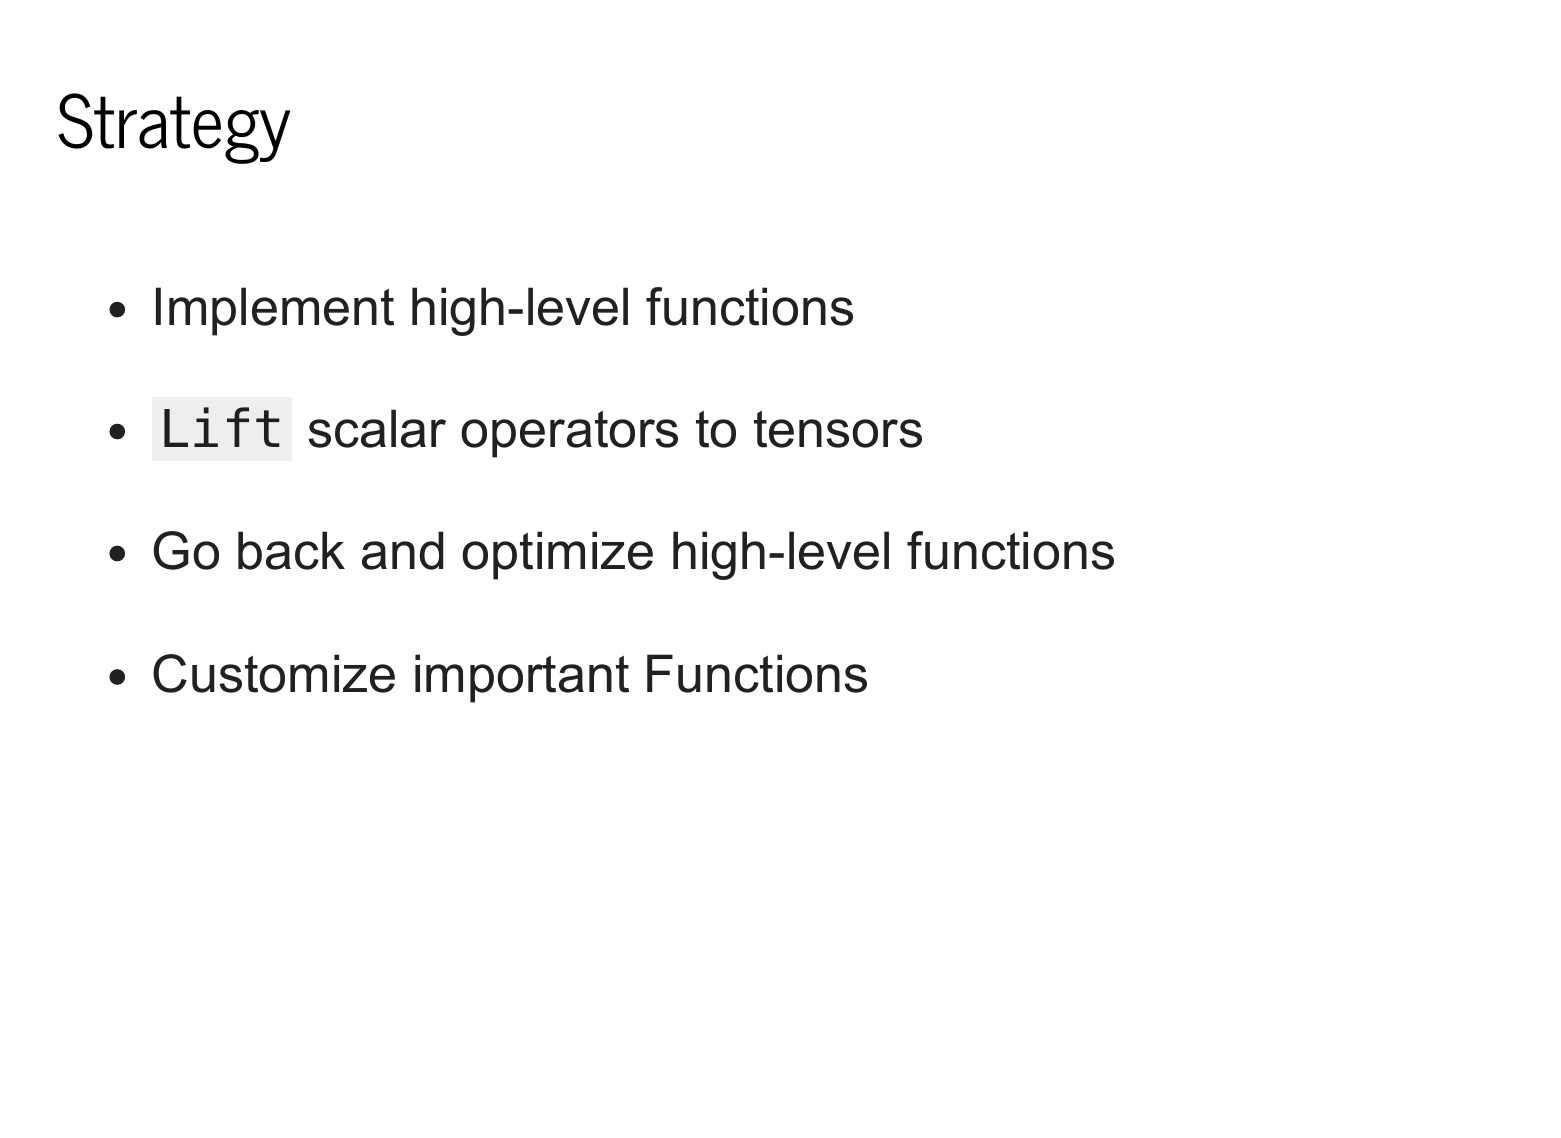 Strategy
• Implement high-level functions
• Lift scalar operators to tensors
• Go back and optimize high-level functions
• Customize important Functions